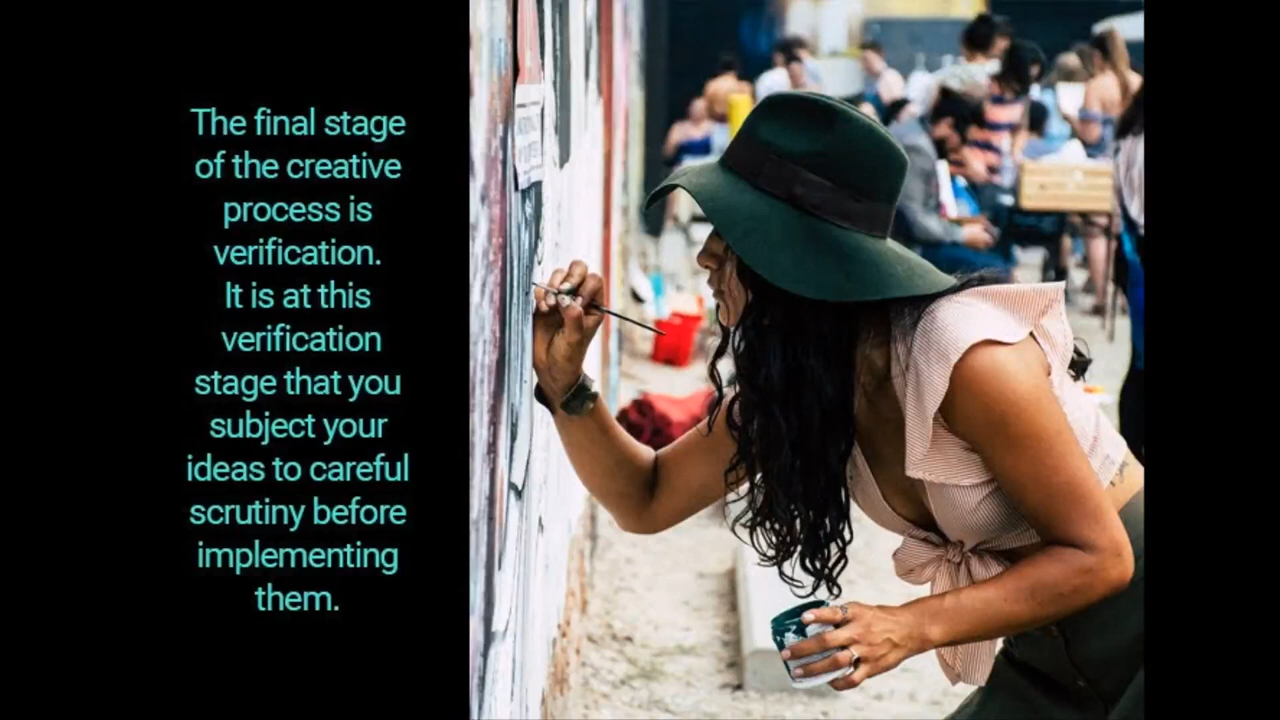 The final stage
of the creative
process is
verification.
It is at this
verification
stage that you
subject your
ideas to careful
scrutiny before
implementing
them.